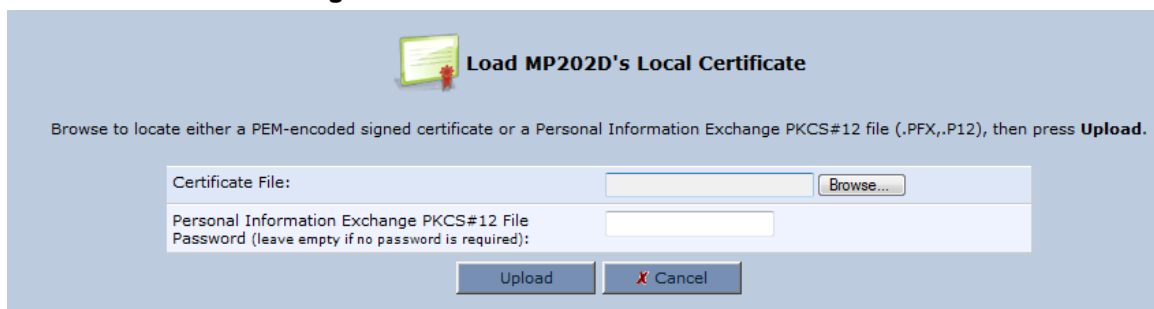 Load MP202D's Local Certificate
Browse to locate either a PEM-encoded signed certificate or a Personal Information Exchange PKCS#12 file (.PFX,.P12), then press Upload.
Certificate File:
Browse...
Personal Information Exchange PKCS#12 File
Password (leave empty if no password is required):
Upload
X Cancel